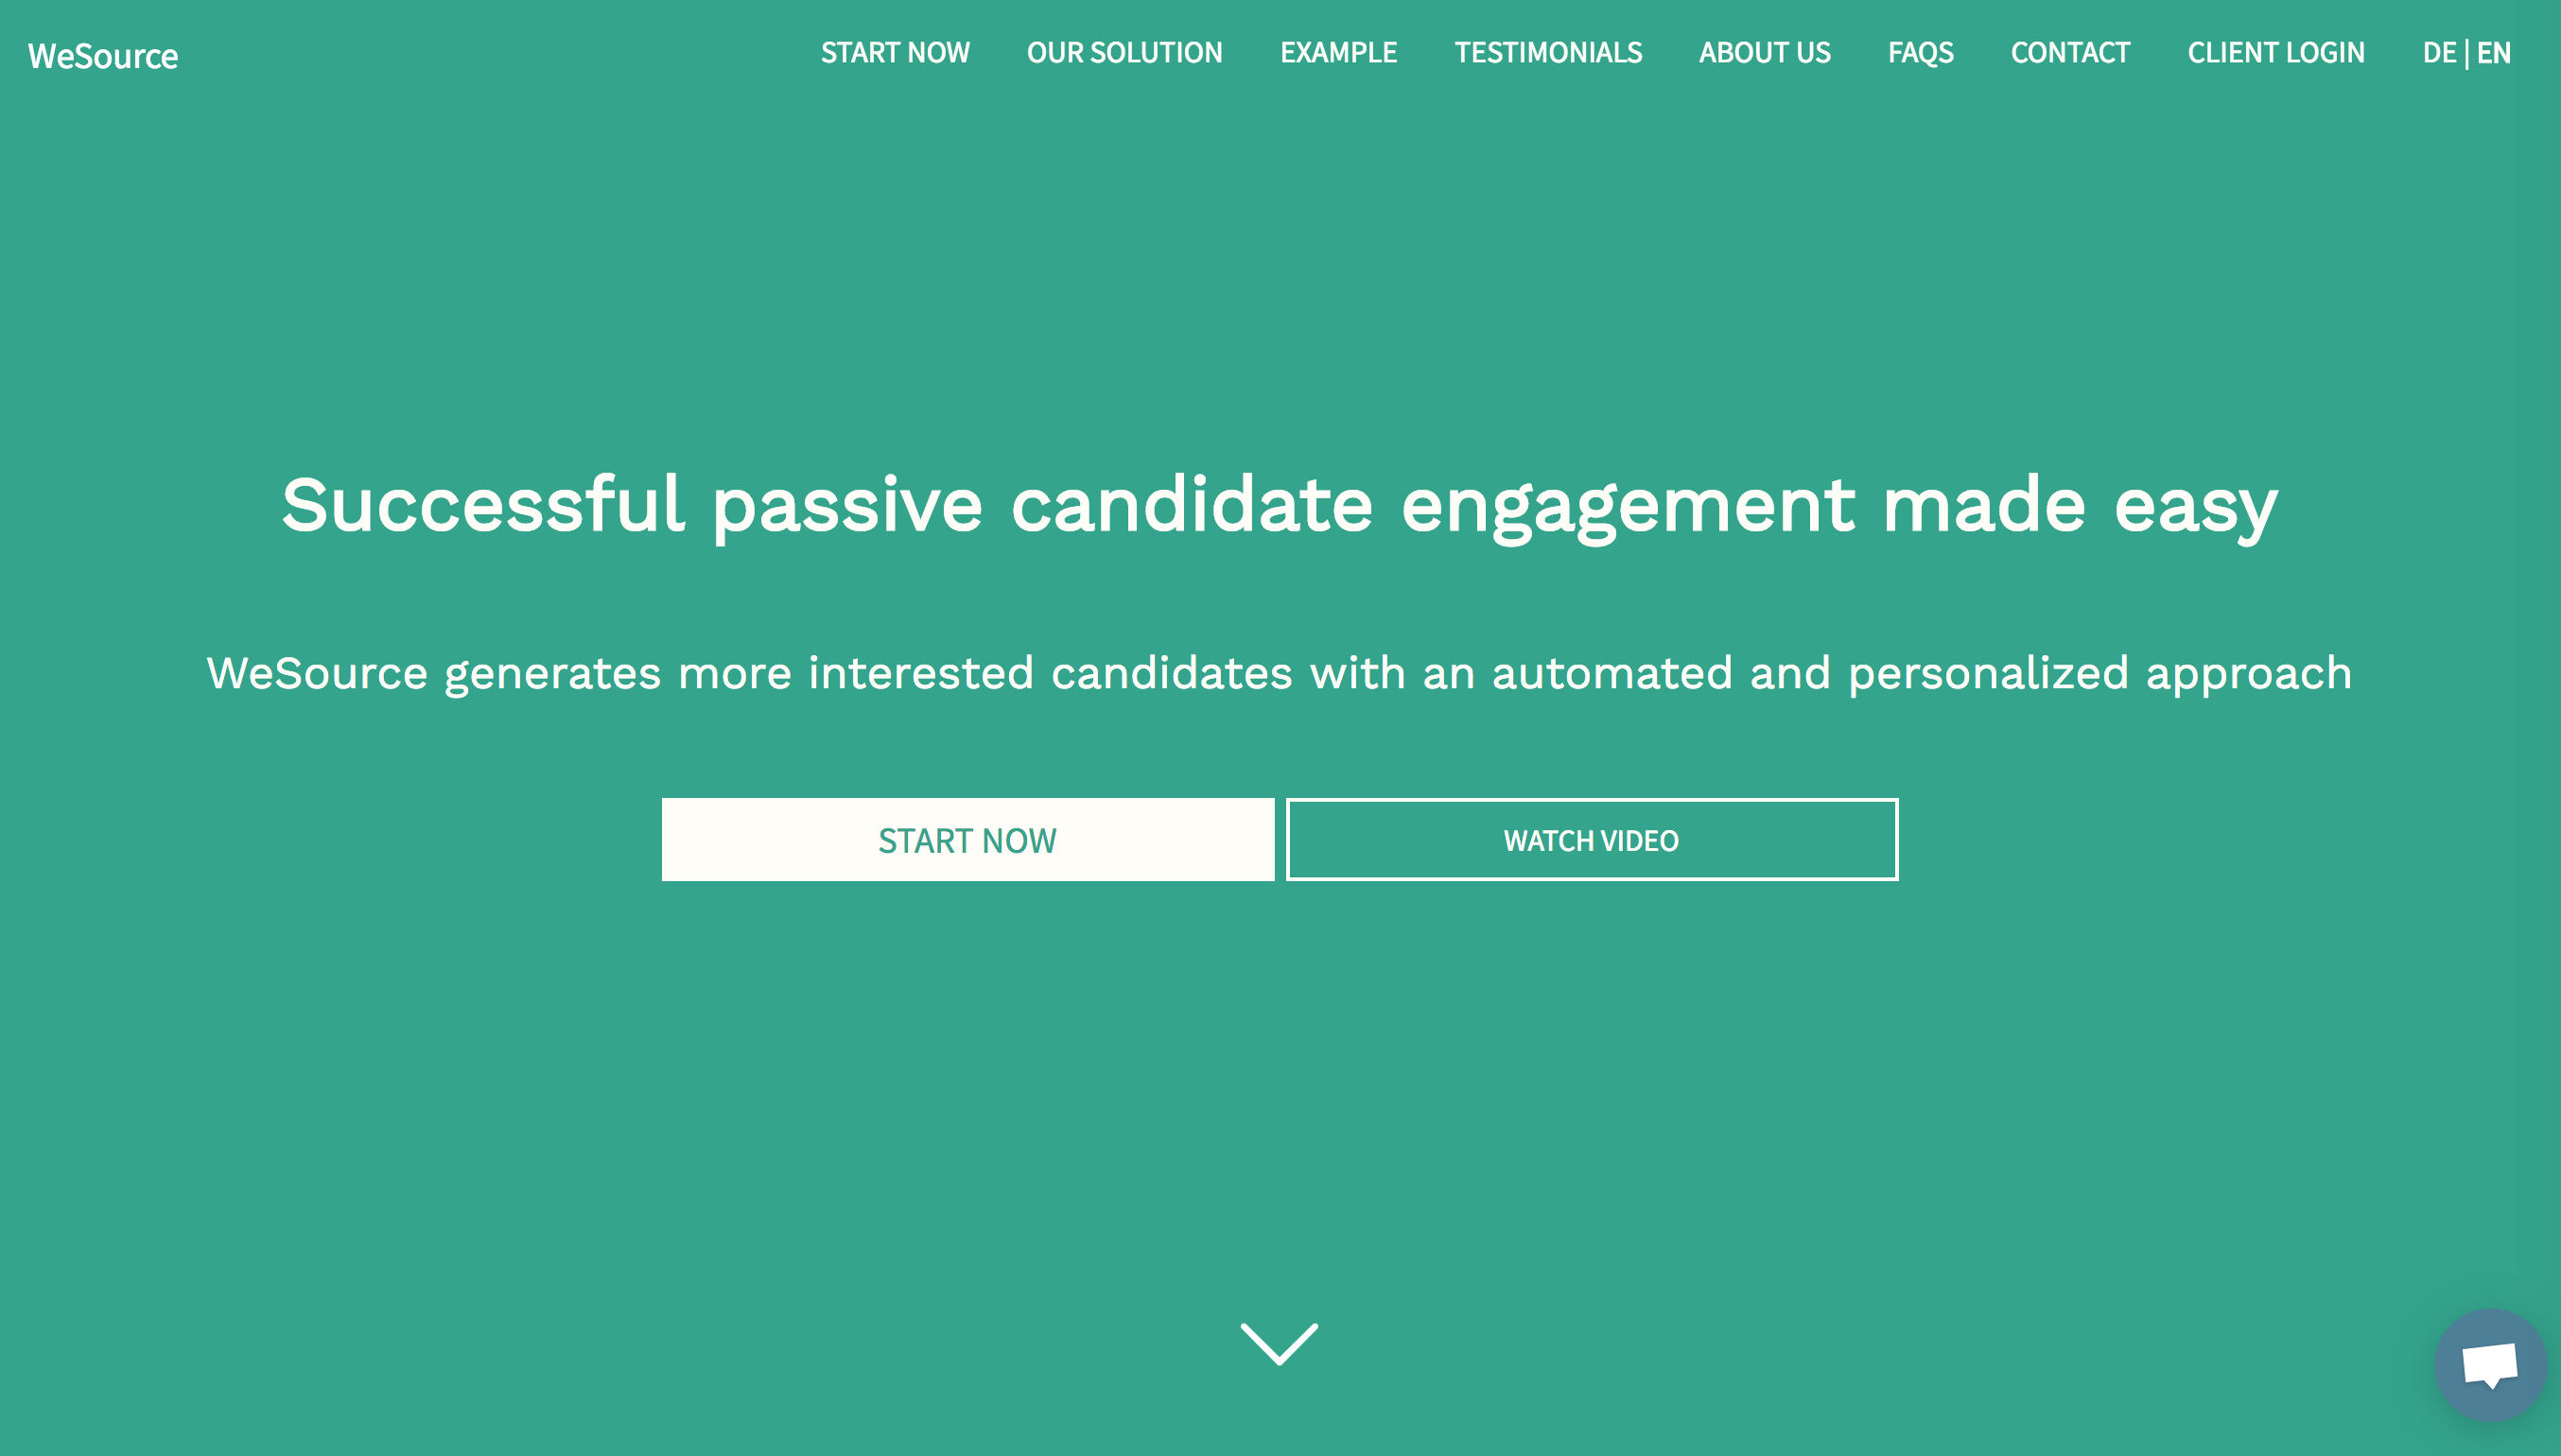 WeSource
START NOW OUR SOLUTION EXAMPLE TESTIMONIALS ABOUT US FAQS CONTACT CLIENT LOGIN DE | EN
Successful passive candidate engagement made easy
WeSource generates more interested candidates with an automated and personalized approach
START NOW
WATCH VIDEO